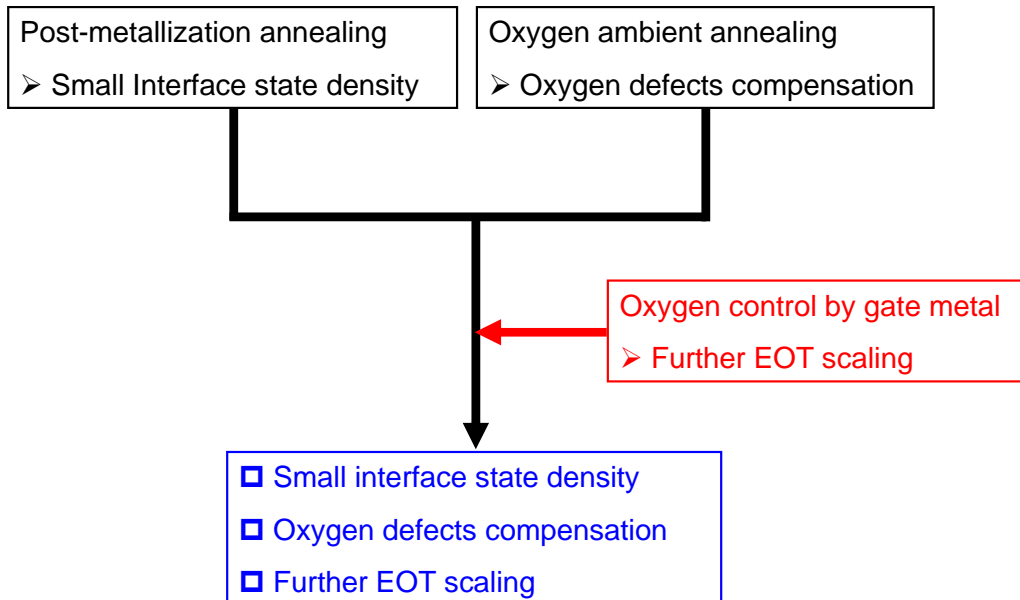 Post-metallization annealing
➢ Small Interface state density
Oxygen ambient annealing
➢ Oxygen defects compensation
Oxygen control by gate metal
➢ Further EOT scaling
❑ Small interface state density
❑ Oxygen defects compensation
❑ Further EOT scaling